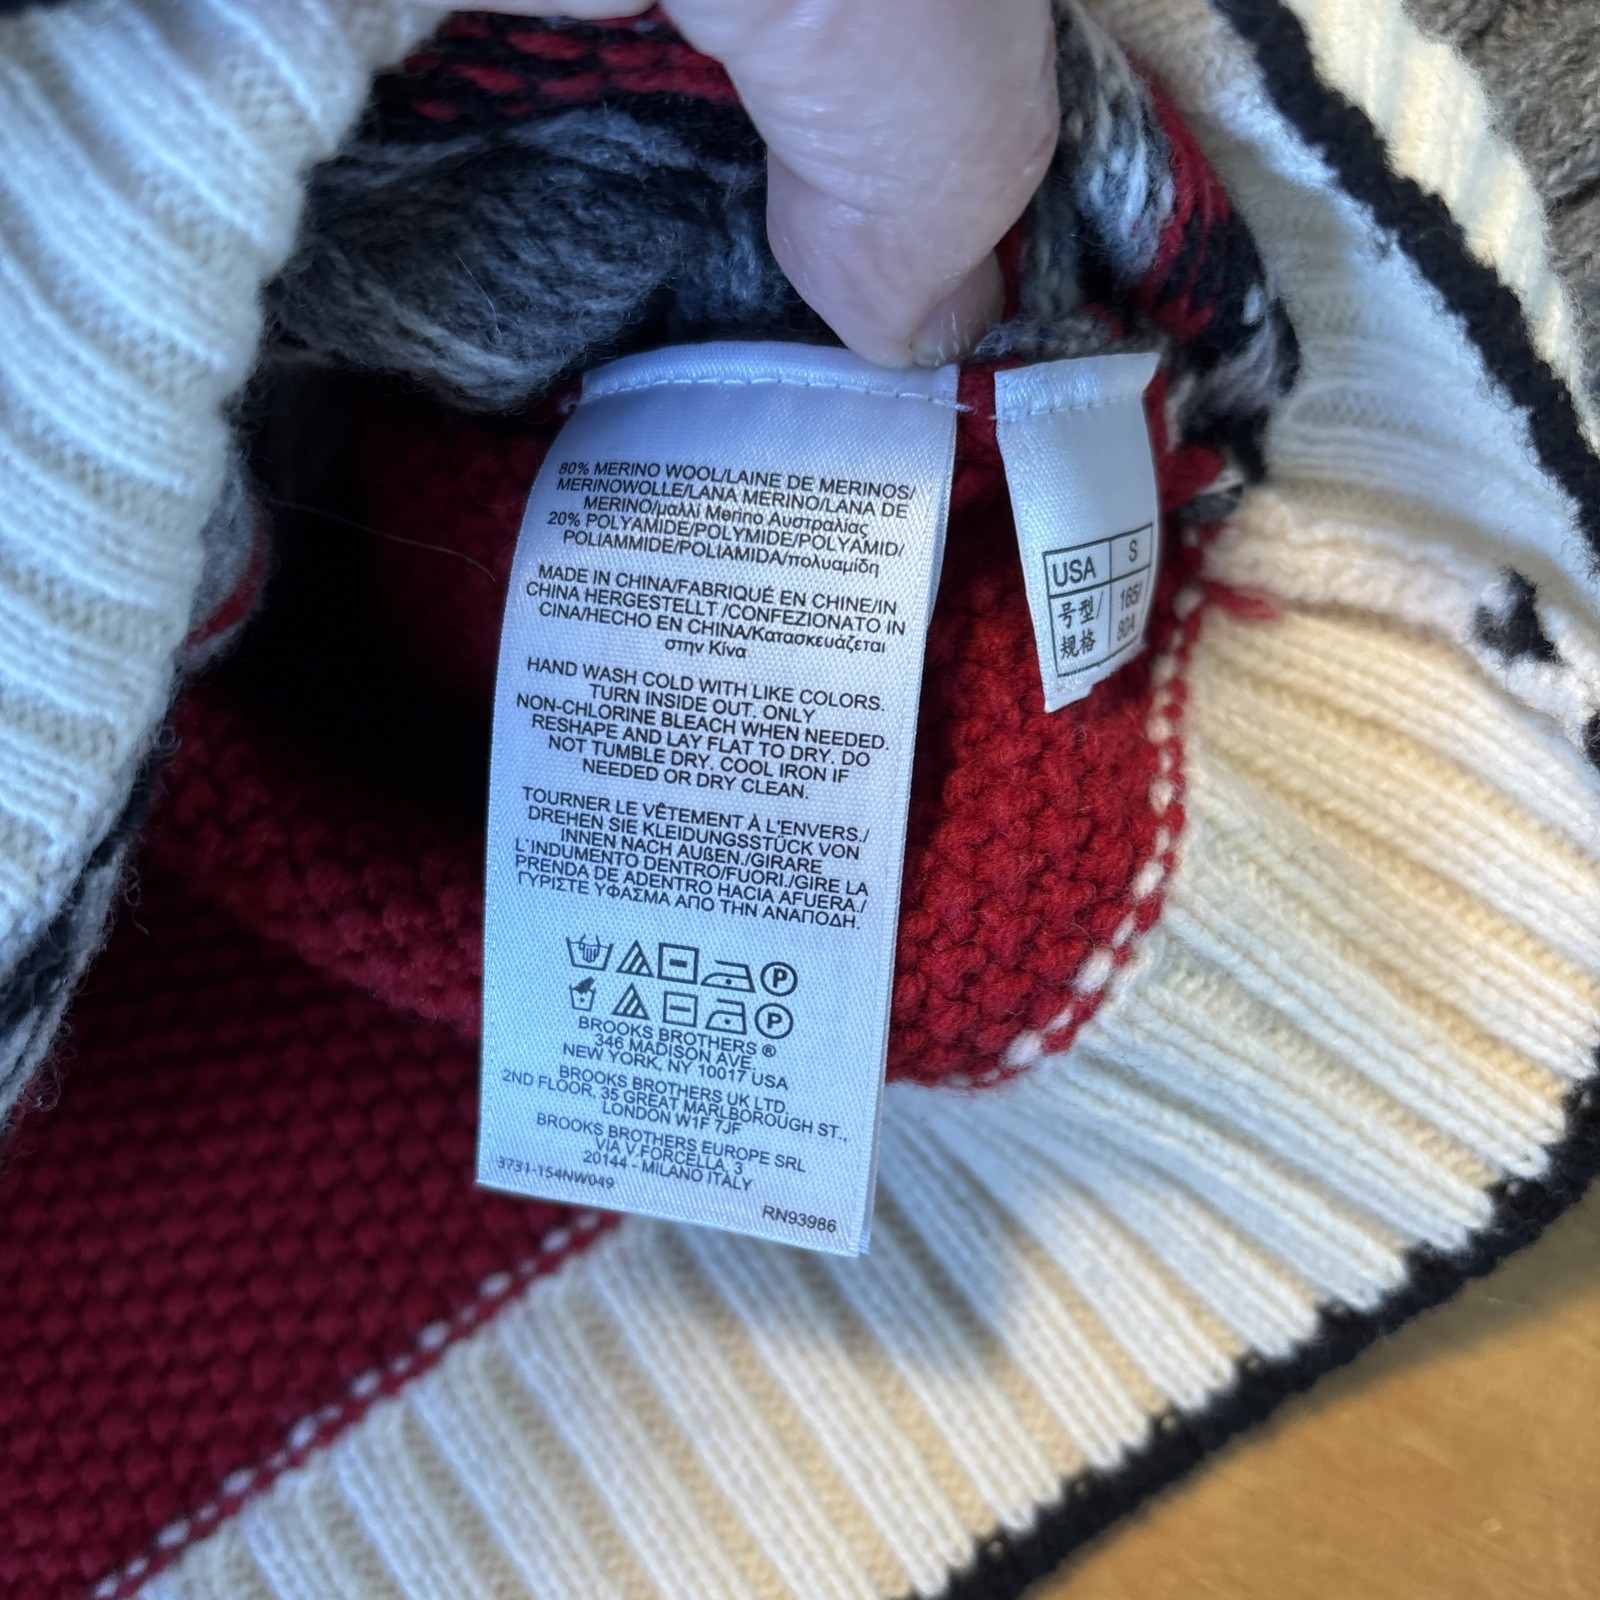 80% MERINO WOOL/LAINE DE MERINOS/
MERINOWOLLE/LANA MERINO/LANA DE
MERINO/μαλλί Merino Αυστραλίας
20% POLYAMIDE/POLYMIDE/POLYAMID/
POLIAMMIDE/POLIAMIDA/πολυαμίδη
MADE IN CHINA/FABRIQUÉ EN CHINE/IN
CHINA HERGESTELLT /CONFEZIONATO IN
CINA/HECHO EN CHINA/Κατασκευάζεται
στην Κίνα
HAND WASH COLD WITH LIKE COLORS.
TURN INSIDE OUT. ONLY
NON-CHLORINE BLEACH WHEN NEEDED.
RESHAPE AND LAY FLAT TO DRY. DO
NOT TUMBLE DRY. COOL IRON IF
NEEDED OR DRY CLEAN.
TOURNER LE VÊTEMENT À L'ENVERS./
DREHEN SIE KLEIDUNGSSTÜCK VON
INNEN NACH AUßEN./GIRARE
L'INDUMENTO DENTRO/FUORI./GIRE LA
PRENDA DE ADENTRO HACIA AFUERA./
ΓΥΡΙΣΤΕ ΥΦΑΣΜΑ ΑΠΟ ΤΗΝ ΑΝΑΠΟΔΗ.
P
P
BROOKS BROTHERS ®
346 MADISON AVE.
NEW YORK, NY 10017 USA
BROOKS BROTHERS UK LTD.
2ND FLOOR, 35 GREAT MARLBOROUGH ST.,
LONDON W1F 7JF
BROOKS BROTHERS EUROPE SRL
VIA V.FORCELLA, 3
20144 - MILANO ITALY
3731-154NW049
RN93986
USA S
号型/ 165/
规格 80A